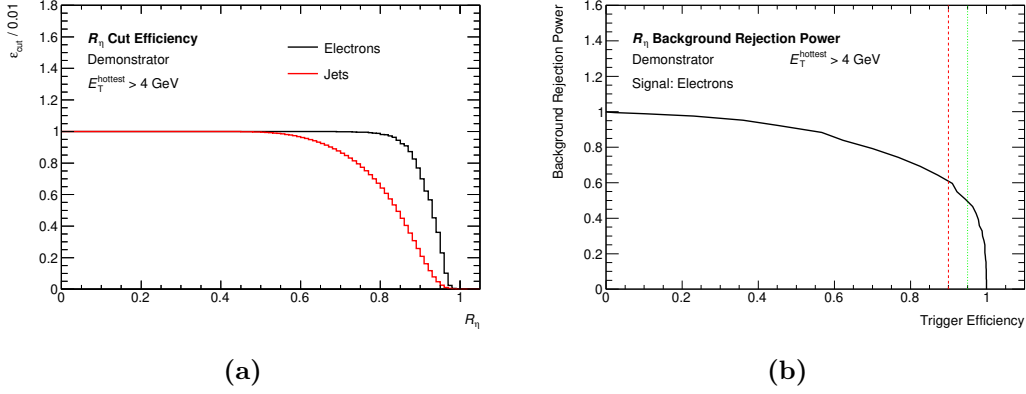 ε_cut / 0.01
1.8
1.6
1.4
1.2
1
0.8
0.6
0.4
0.2
0
R_η Cut Efficiency
Demonstrator
E_T^hottest > 4 GeV
Electrons
Jets
0 0.2 0.4 0.6 0.8 1
R_η
(a)
Background Rejection Power
1.6
1.4
1.2
1
0.8
0.6
0.4
0.2
0
R_η Background Rejection Power
Demonstrator E_T^hottest > 4 GeV
Signal: Electrons
0 0.2 0.4 0.6 0.8 1
Trigger Efficiency
(b)